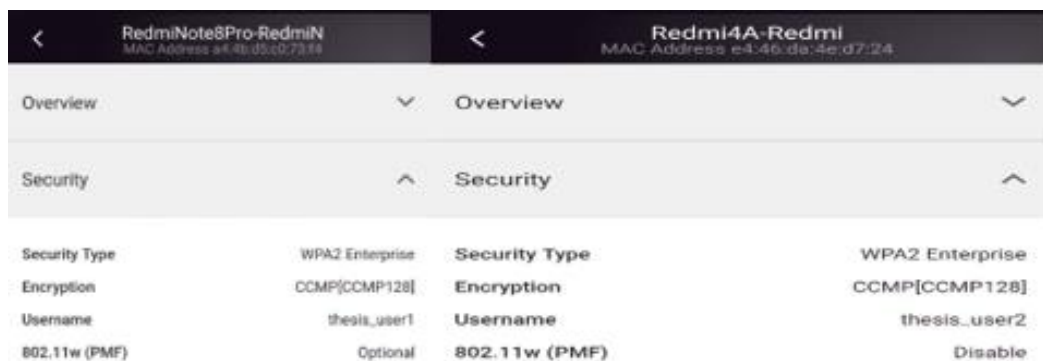 RedmiNote8Pro-RedmiN
MAC Address
Overview
Security
Security Type WPA2 Enterprise
Encryption CCMP[CCMP128]
Username thesis_user1
802.11w (PMF) Optional
Redmi4A-Redmi
MAC Address e4:46:da:4e:d7:24
Overview
Security
Security Type WPA2 Enterprise
Encryption CCMP[CCMP128]
Username thesis_user2
802.11w (PMF) Disable